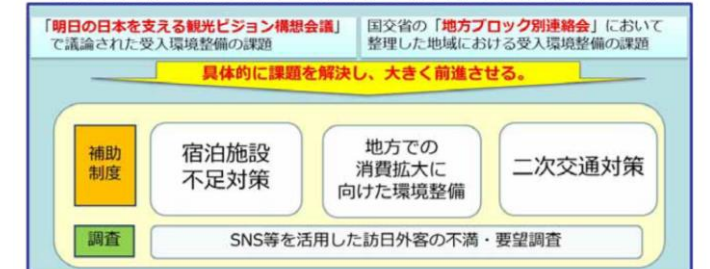 「明日の日本を支える観光ビジョン構想会議」
で議論された受入環境整備の課題
国交省の「地方ブロック別連絡会」において
整理した地域における受入環境整備の課題
具体的に課題を解決し、大きく前進させる。
補助
制度
宿泊施設
不足対策
地方での
消費拡大に
向けた環境整備
二次交通対策
調査
SNS等を活用した訪日外客の不満・要望調査